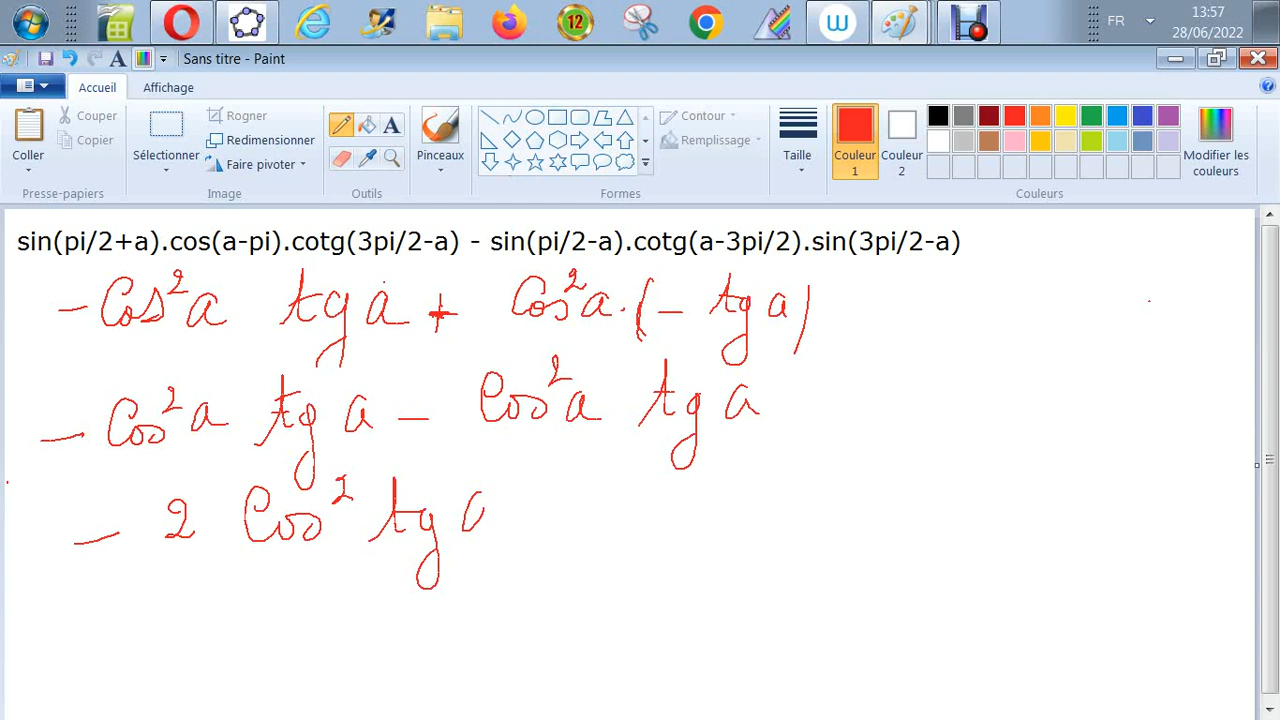 12
W
FR
13:57
28/06/2022
Sans titre - Paint
Accueil
Affichage
Coller
Couper
Copier
Presse-papiers
Sélectionner
Rogner
Redimensionner
Faire pivoter
Image
A
Outils
Pinceaux
Contour
Remplissage
Formes
Taille
Couleur 1
Couleur 2
Modifier les couleurs
Couleurs
sin(pi/2+a).cos(a-pi).cotg(3pi/2-a) - sin(pi/2-a).cotg(a-3pi/2).sin(3pi/2-a)
- Cos²a tg a + Cos²a . (- tg a)
- Cos²a tg a - Cos²a tg a
- 2 Cos² tg a